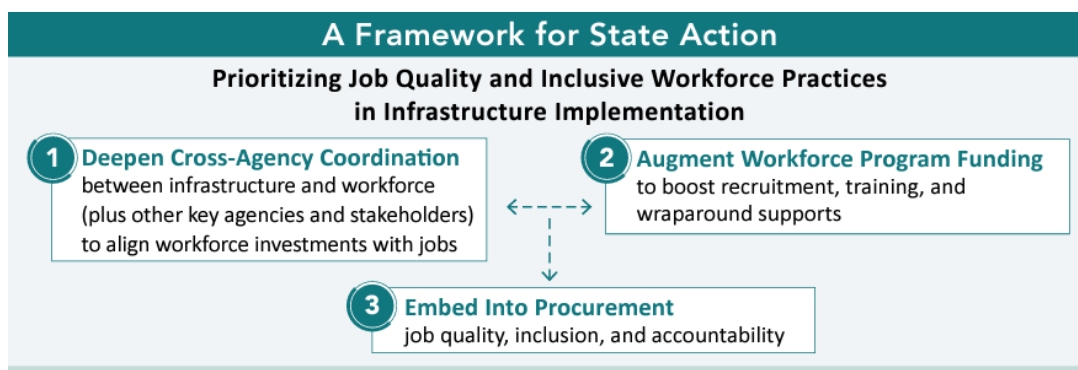 A Framework for State Action
Prioritizing Job Quality and Inclusive Workforce Practices
in Infrastructure Implementation
1 Deepen Cross-Agency Coordination
between infrastructure and workforce
(plus other key agencies and stakeholders)
to align workforce investments with jobs
2 Augment Workforce Program Funding
to boost recruitment, training, and
wraparound supports
3 Embed Into Procurement
job quality, inclusion, and accountability